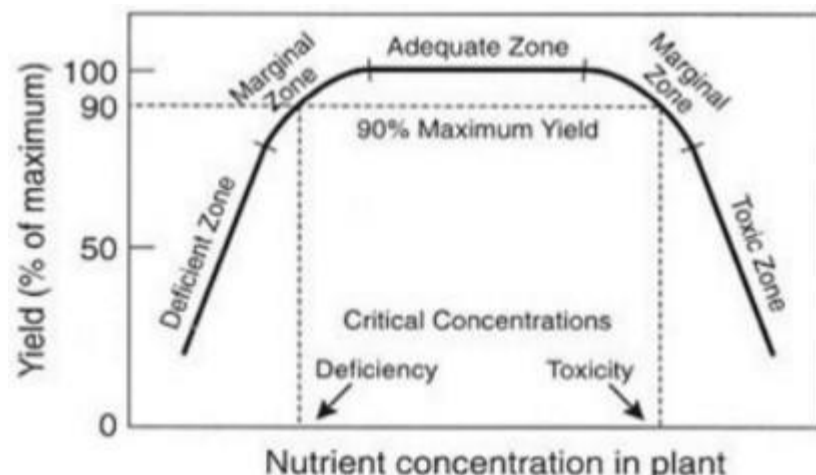 Marginal
Zone
Adequate Zone
Marginal
Zone
100
90
90% Maximum Yield
50
0
Yield (% of maximum)
Deficient Zone
Toxic Zone
Critical Concentrations
Deficiency
Toxicity
Nutrient concentration in plant